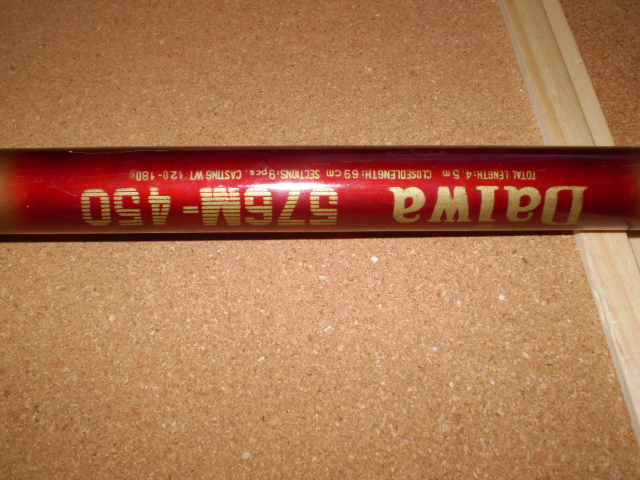 Daiwa 576M-450
TOTAL LENGTH:4.5m CLOSEDLENGTH:69cm SECTIONS:9pcs. CASTING WT.120-180g